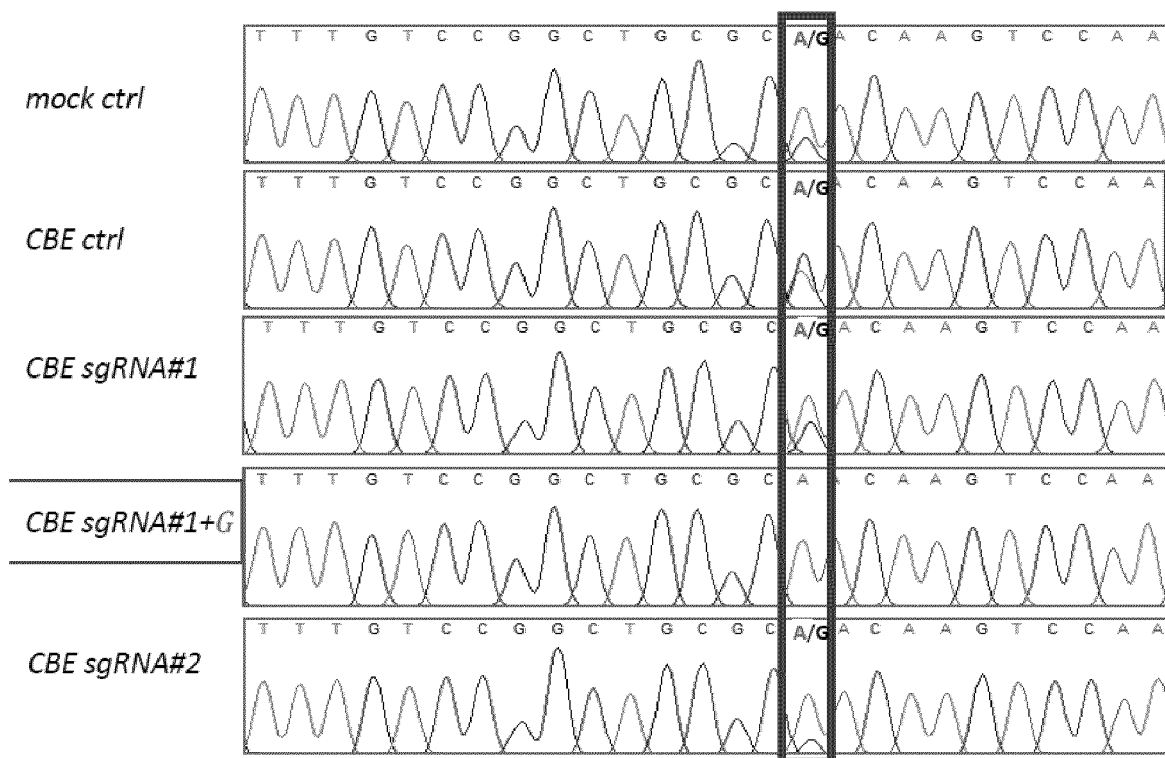 T T T G T C C G G C T G C G C A/G A C A A G T C C A A
mock ctrl
T T T G T C C G G C T G C G C A/G A C A A G T C C A A
CBE ctrl
T T T G T C C G G C T G C G C A/G A C A A G T C C A A
CBE sgRNA#1
T T T G T C C G G C T G C G C A A C A A G T C C A A
CBE sgRNA#1+G
T T T G T C C G G C T G C G C A/G A C A A G T C C A A
CBE sgRNA#2